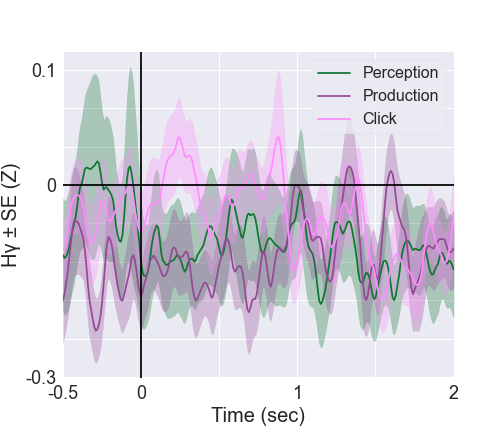 Perception
Production
Click
Hγ ± SE (Z)
0.1
0
-0.3
-0.5
0
1
2
Time (sec)